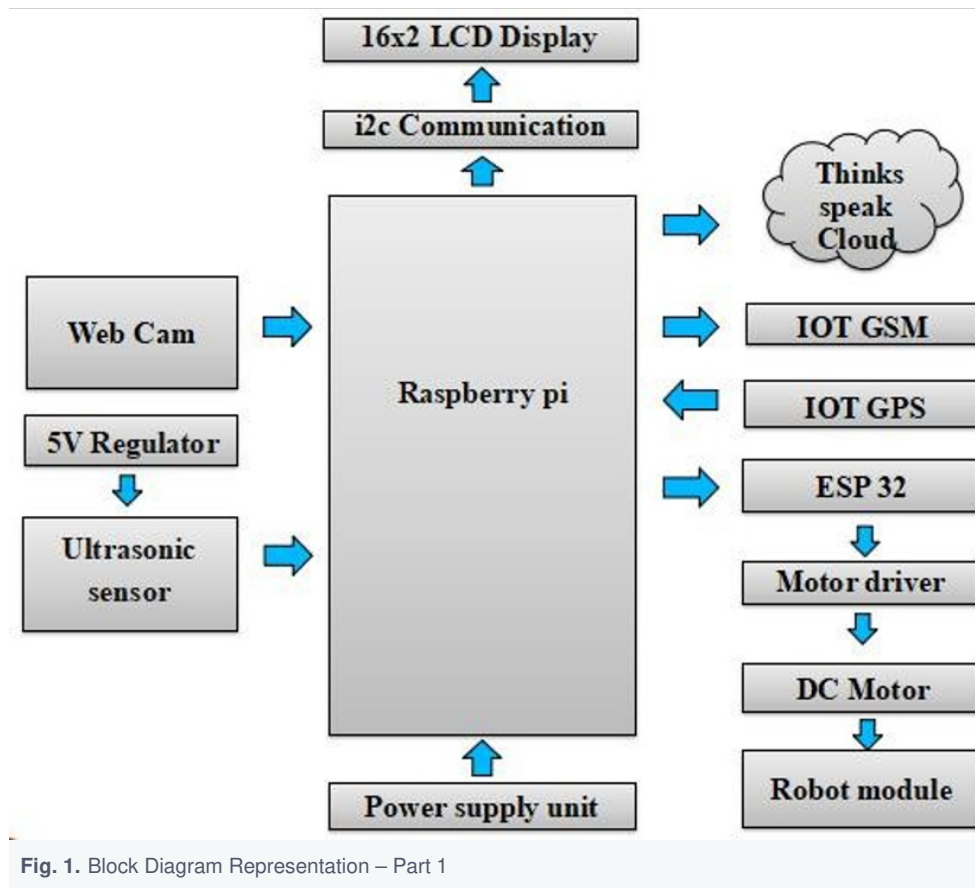 16x2 LCD Display
i2c Communication
Thinks
speak
Cloud
Web Cam
Raspberry pi
IOT GSM
IOT GPS
5V Regulator
ESP 32
Ultrasonic
sensor
Motor driver
DC Motor
Power supply unit
Robot module
Fig. 1. Block Diagram Representation – Part 1